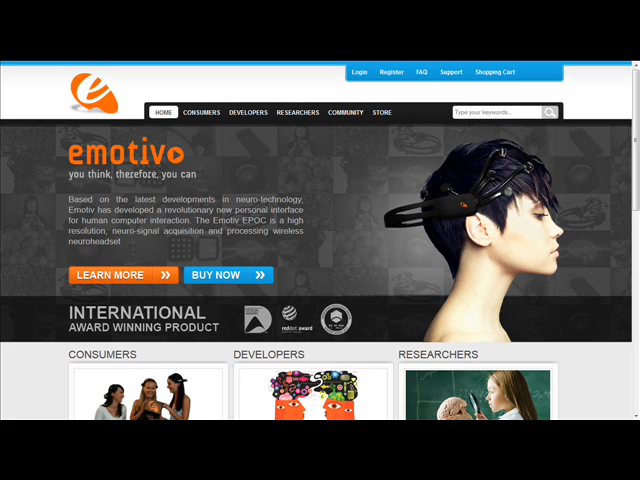 Login Register FAQ Support Shopping Cart
HOME CONSUMERS DEVELOPERS RESEARCHERS COMMUNITY STORE Type your keywords...
emotiv
you think, therefore, you can
Based on the latest developments in neuro-technology,
Emotiv has developed a revolutionary new personal interface
for human computer interaction. The Emotiv EPOC is a high
resolution, neuro-signal acquisition and processing wireless
neuroheadset
LEARN MORE BUY NOW
INTERNATIONAL
AWARD WINNING PRODUCT
reddot award
CONSUMERS DEVELOPERS RESEARCHERS